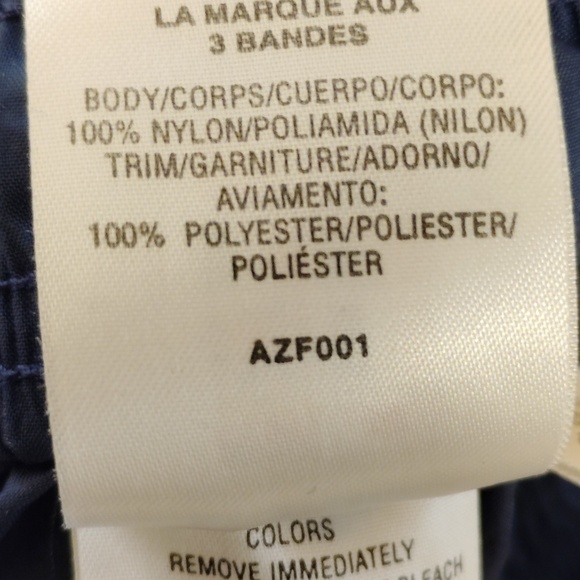 LA MARQUE AUX
3 BANDES
BODY/CORPS/CUERPO/CORPO:
100% NYLON/POLIAMIDA (NILON)
TRIM/GARNITURE/ADORNO/
AVIAMENTO:
100% POLYESTER/POLIESTER/
POLIÉSTER
AZF001
COLORS
REMOVE IMMEDIATELY
BLEACH